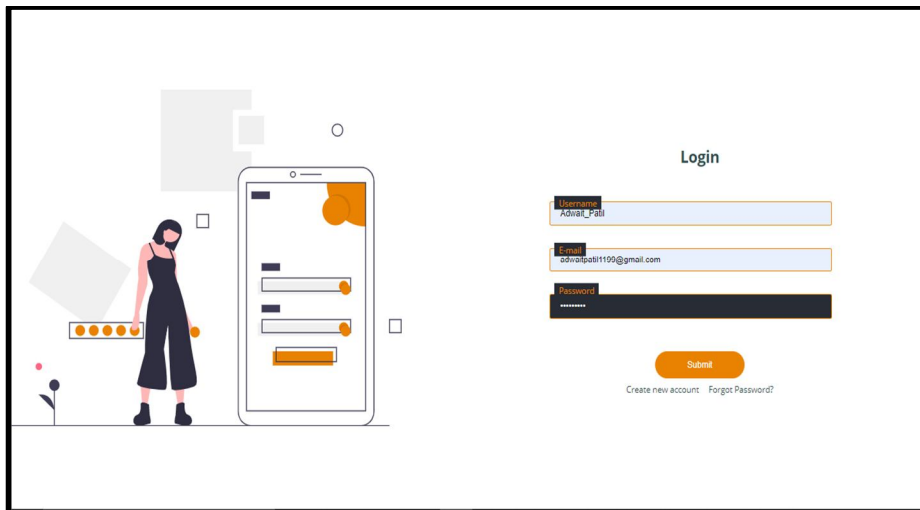 Login
Username
Adwait_Patil
E-mail
adwaitpatil1199@gmail.com
Password
•••••••••
Submit
Create new account Forgot Password?